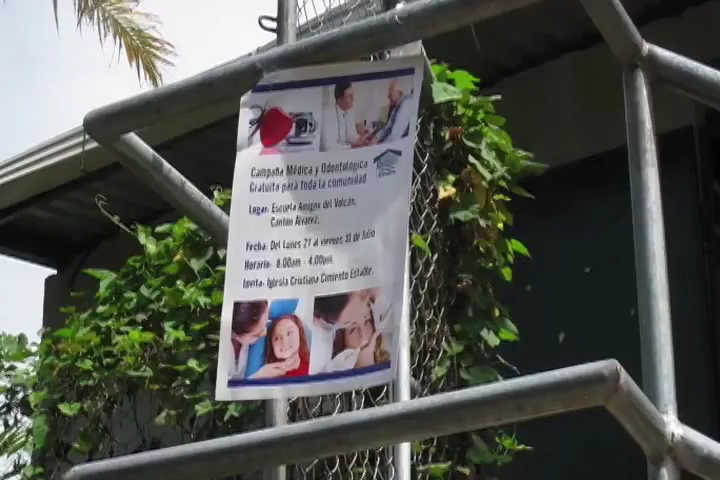 Campaña Médica y Odontológica
Gratuita para toda la comunidad
Lugar: Escuela Amigos del Volcán,
Cantón Álvarez.
Fecha: Del Lunes 27 al viernes 31 de Julio
Horario: 8.00am - 4.00pm.
Invita: Iglesia Cristiana Cimiento Estable.